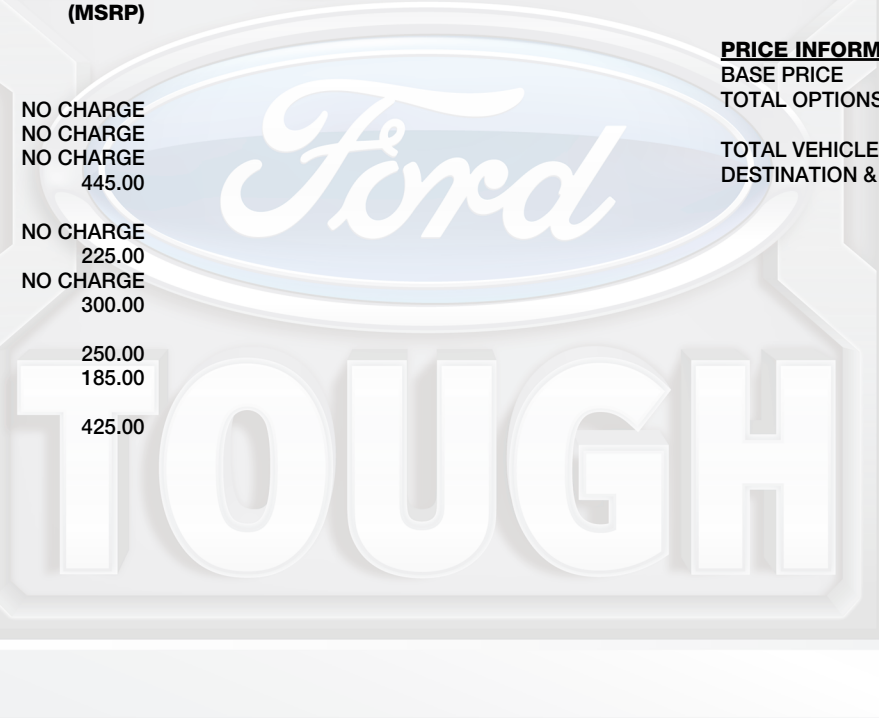 (MSRP)
NO CHARGE
NO CHARGE
NO CHARGE
445.00
NO CHARGE
225.00
NO CHARGE
300.00
250.00
185.00
425.00
PRICE INFORM
BASE PRICE
TOTAL OPTIONS
TOTAL VEHICLE
DESTINATION &
Ford
TOUGH